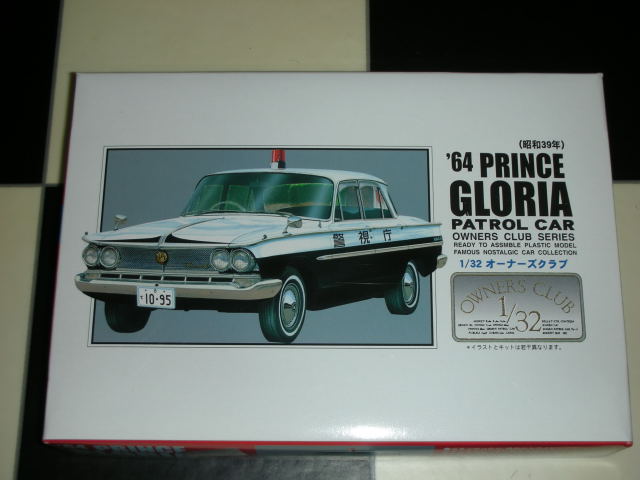 (昭和39年)
'64 PRINCE
GLORIA
PATROL CAR
OWNERS CLUB SERIES
READY TO ASSMBLE PLASTIC MODEL
FAMOUS NOSTALGIC CAR COLLECTION
1/32 オーナーズクラブ
OWNERS CLUB
1/32
*イラストとキットは若干異なります。
警視庁
10-95